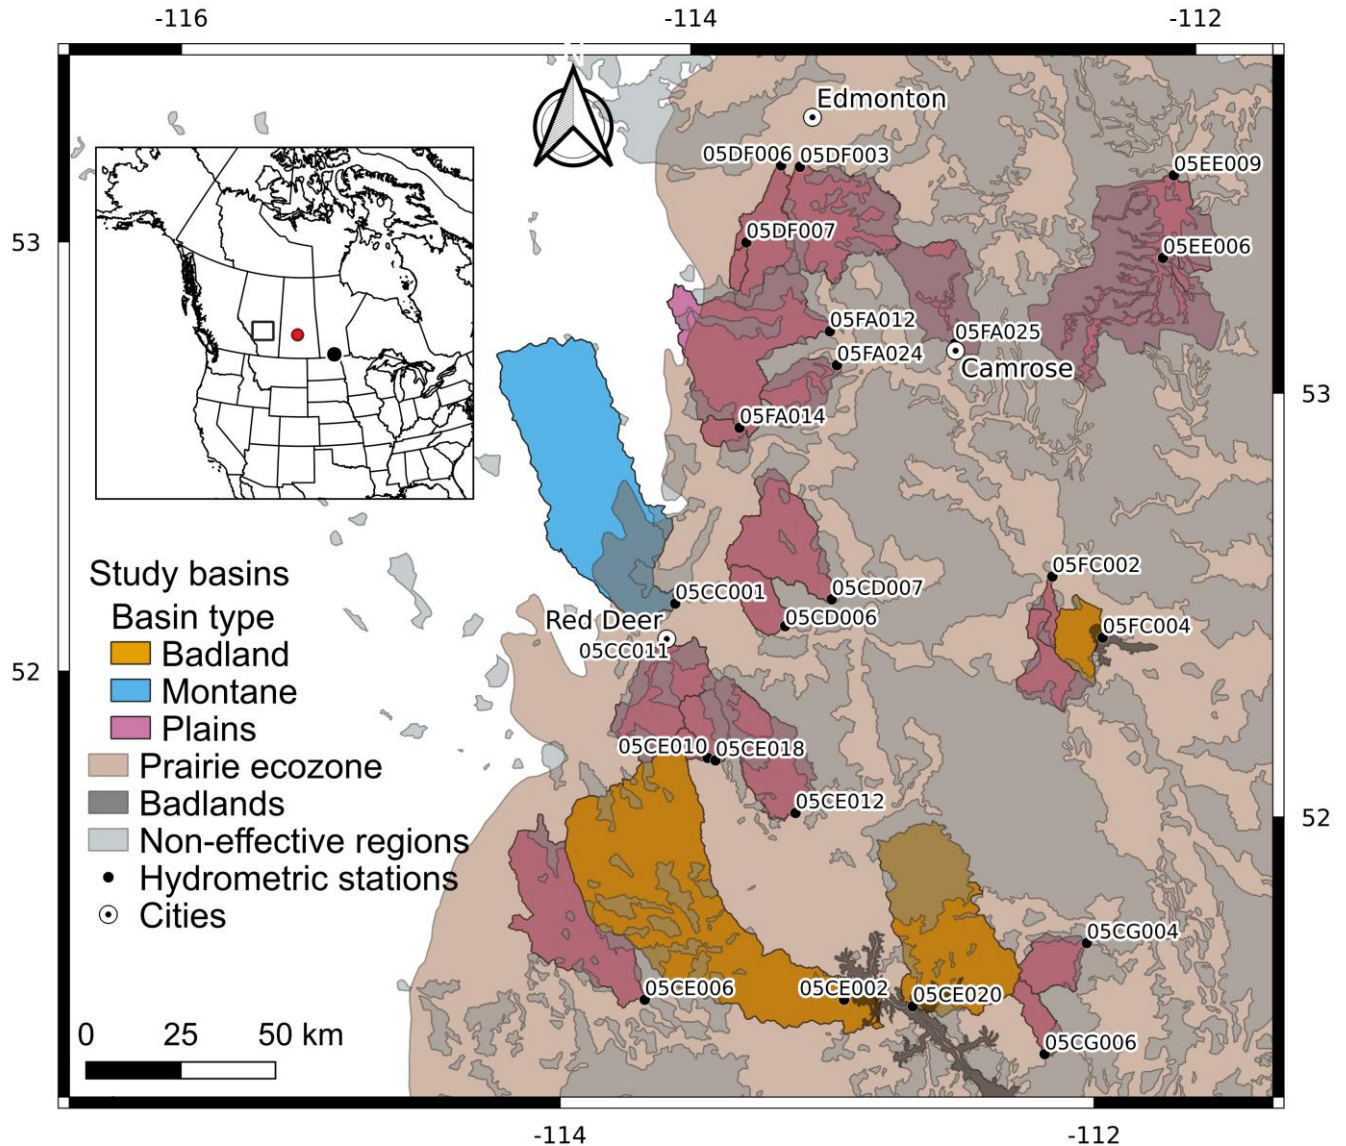 -116
-114
-112
N
Edmonton
05DF006
05DF003
05EE009
53
05DF007
05EE006
05FA012
05FA025
05FA024
Camrose
53
05FA014
Study basins
Basin type
Badland
Montane
Plains
Prairie ecozone
Badlands
Non-effective regions
Hydrometric stations
Cities
05FC002
05CC001
05CD007
Red Deer
05CD006
05FC004
05CC011
52
05CE010
05CE018
05CE012
52
05CG004
05CE006
05CE002
05CE020
0 25 50 km
05CG006
-114
-112